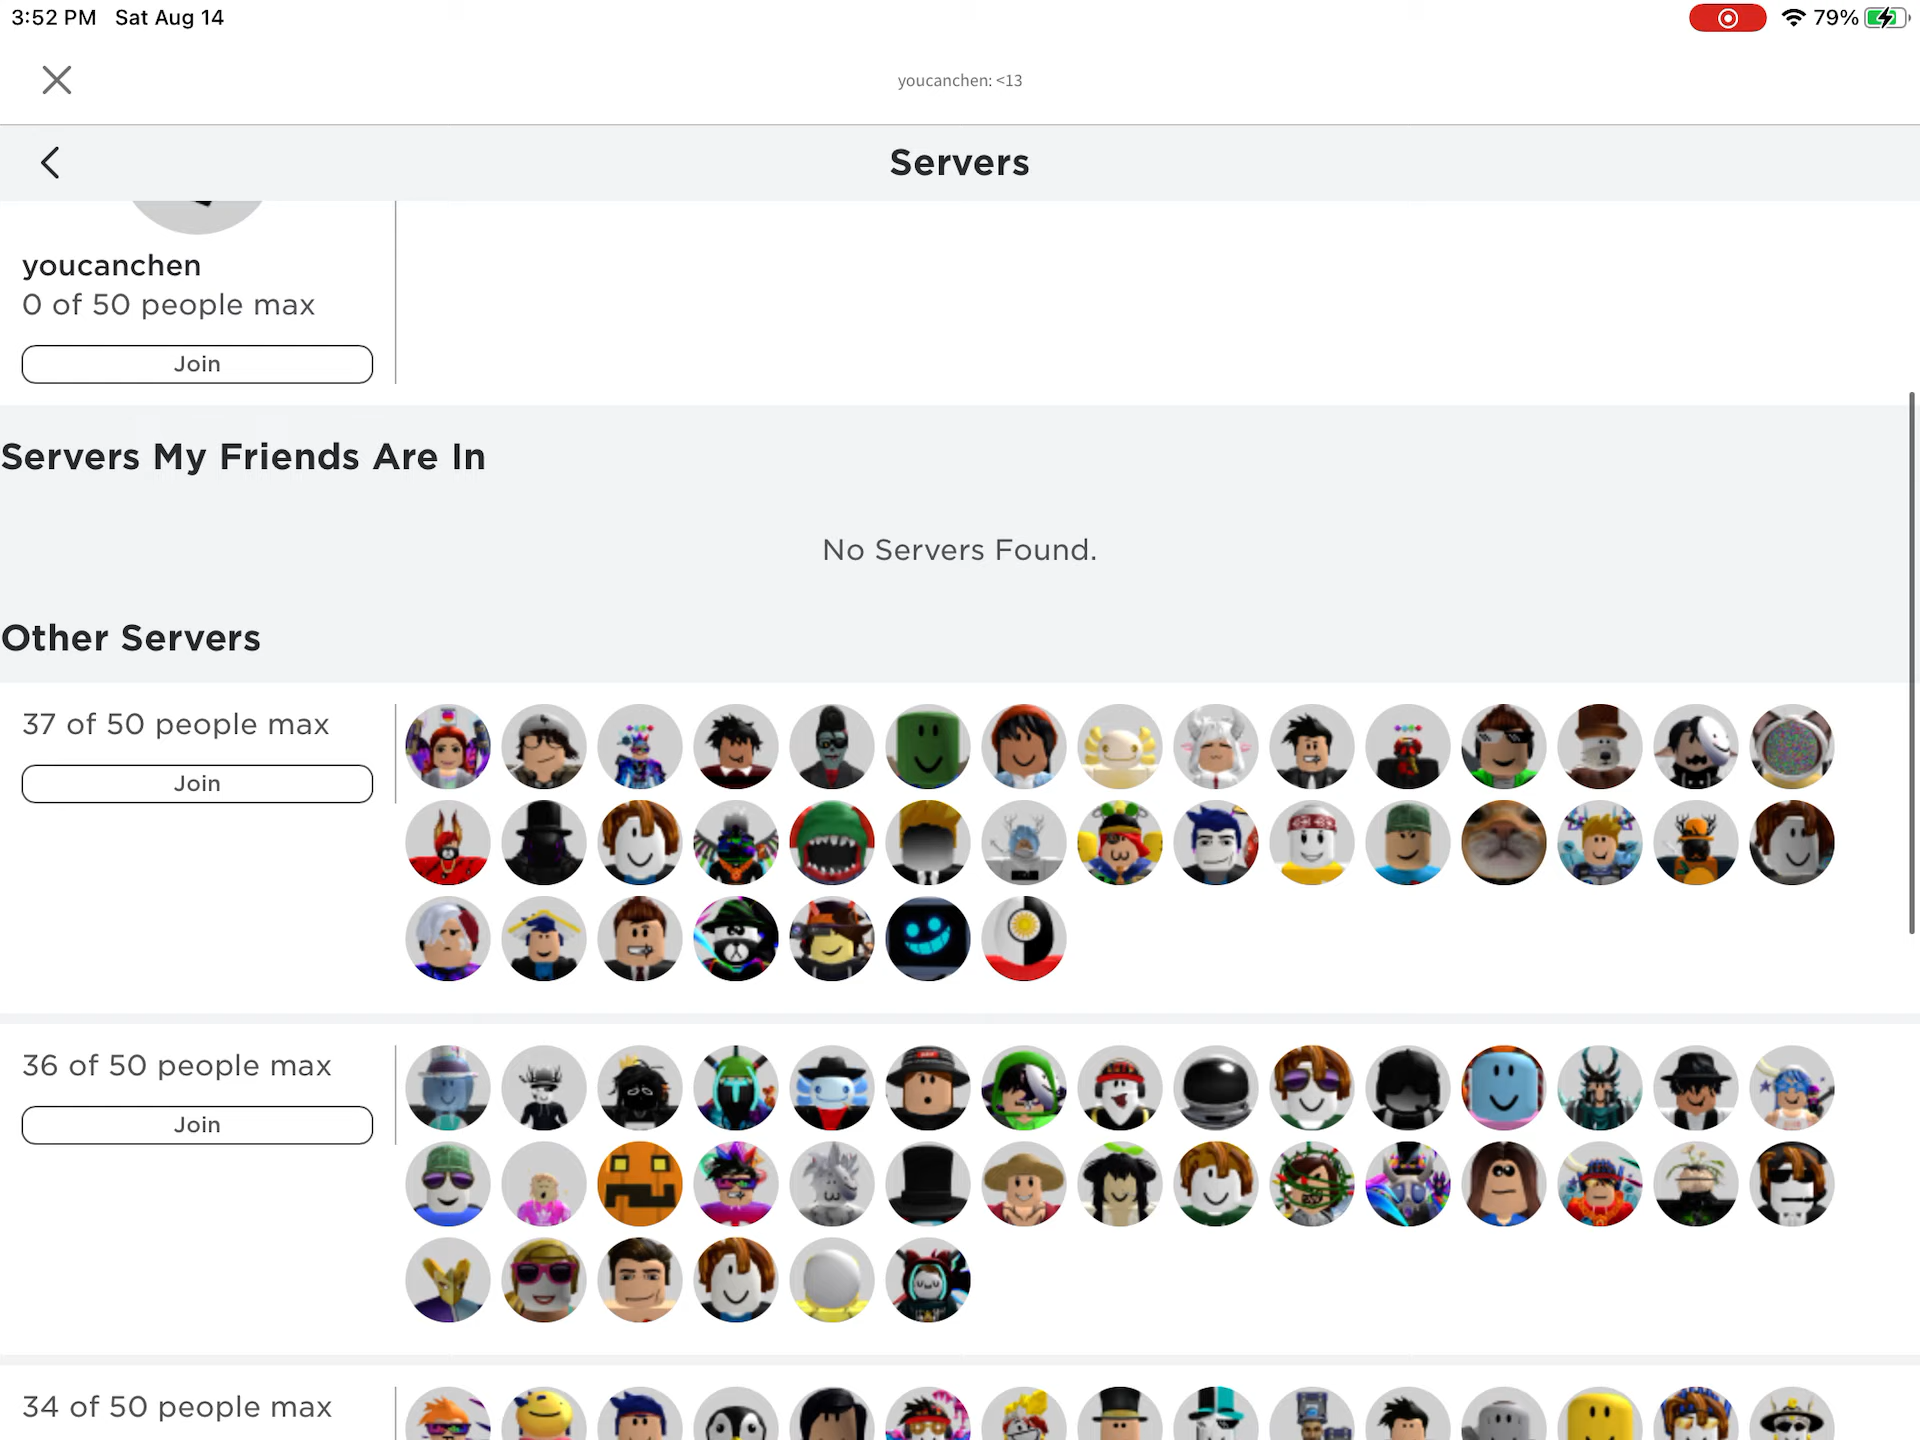 3:52 PM Sat Aug 14
79%
youcanchen: <13
Servers
youcanchen
0 of 50 people max
Join
Servers My Friends Are In
No Servers Found.
Other Servers
37 of 50 people max
Join
36 of 50 people max
Join
34 of 50 people max